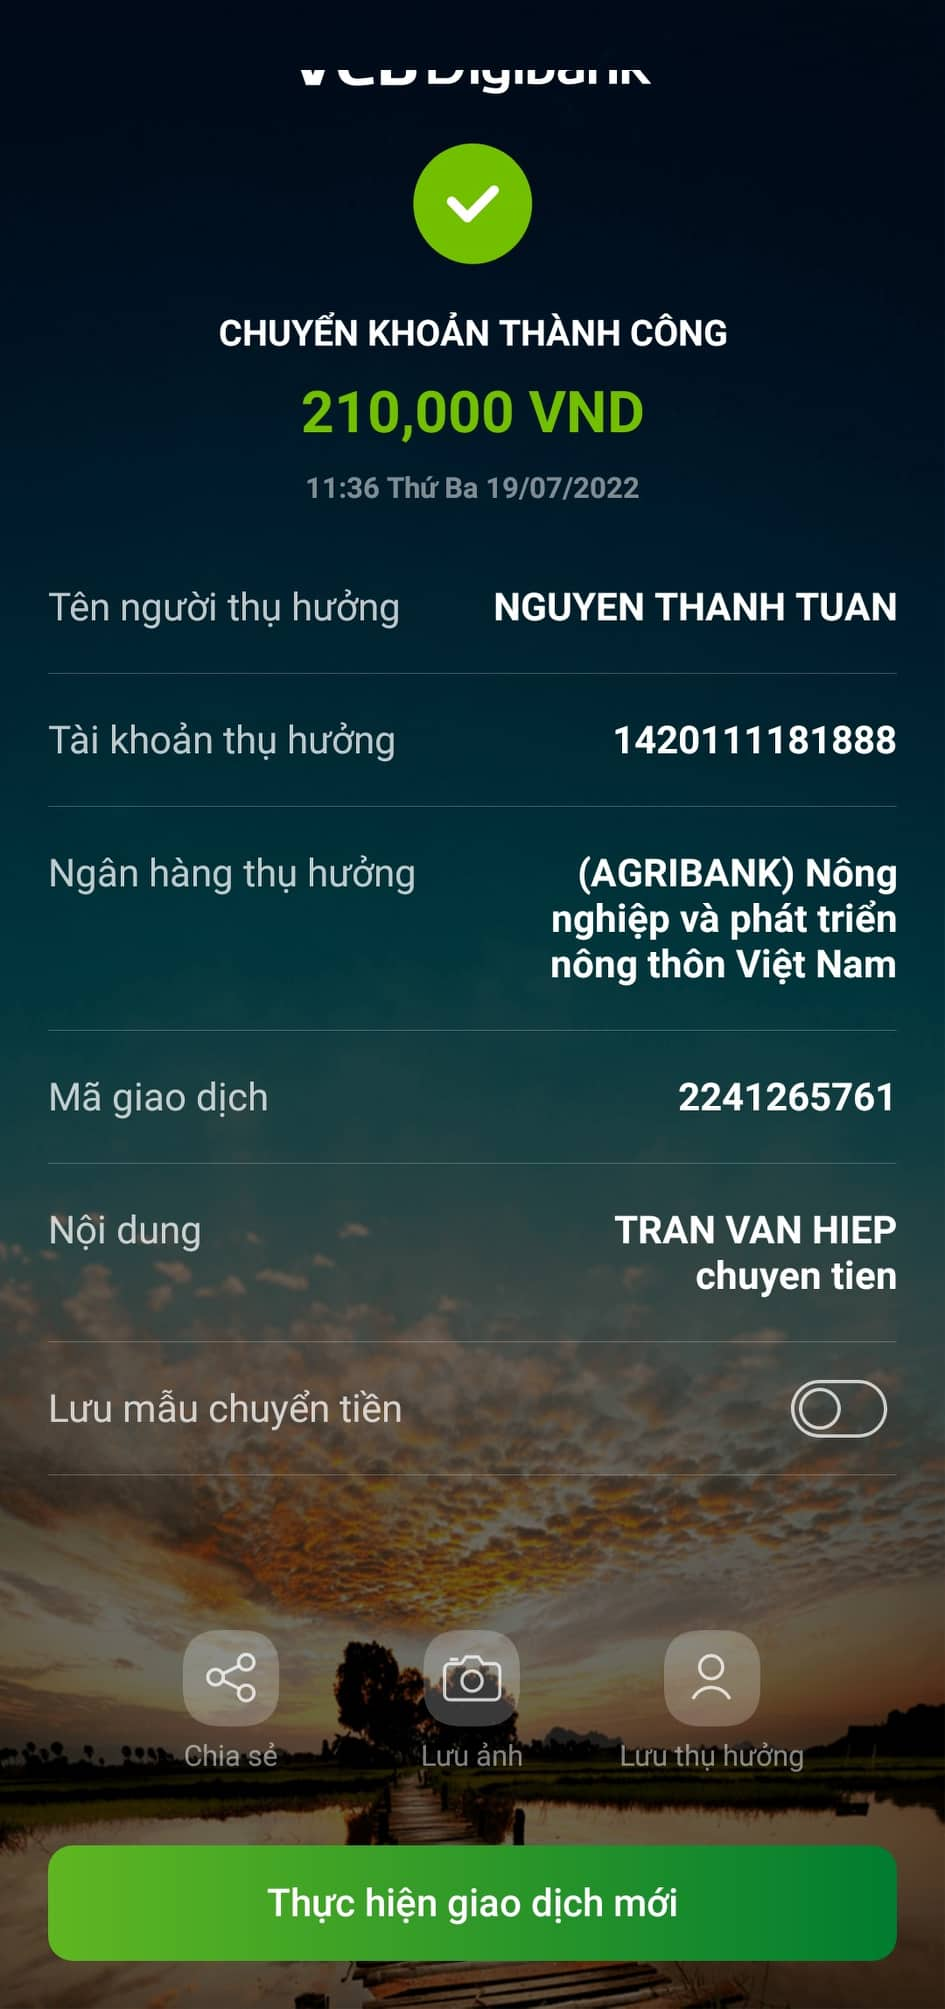 VCB Digibank
CHUYỂN KHOẢN THÀNH CÔNG
210,000 VND
11:36 Thứ Ba 19/07/2022
Tên người thụ hưởng NGUYEN THANH TUAN
Tài khoản thụ hưởng 1420111181888
Ngân hàng thụ hưởng (AGRIBANK) Nông
nghiệp và phát triển
nông thôn Việt Nam
Mã giao dịch 2241265761
Nội dung TRAN VAN HIEP
chuyen tien
Lưu mẫu chuyển tiền
Chia sẻ Lưu ảnh Lưu thụ hưởng
Thực hiện giao dịch mới